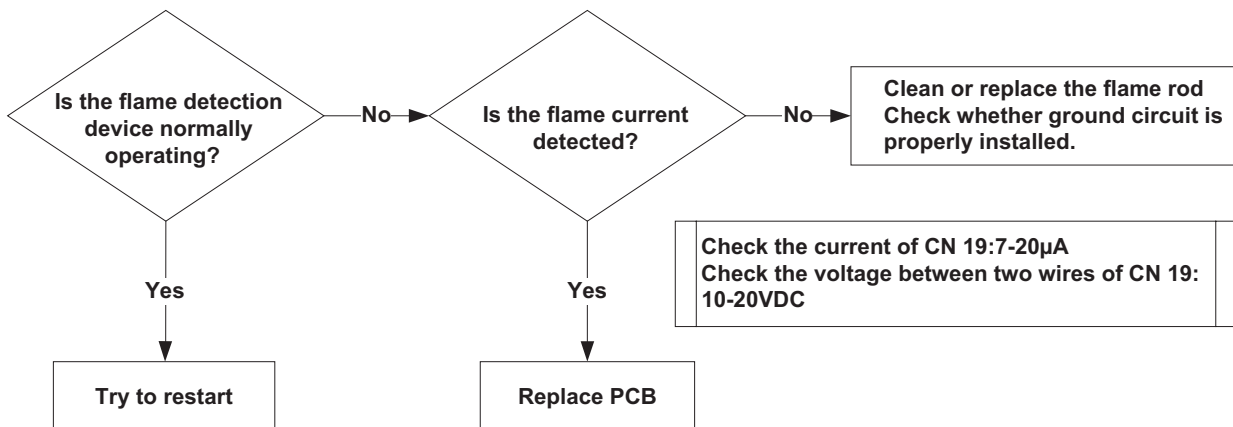 Is the flame detection
device normally
operating?
No
Is the flame current
detected?
No
Clean or replace the flame rod
Check whether ground circuit is
properly installed.
Check the current of CN 19:7-20µA
Check the voltage between two wires of CN 19:
10-20VDC
Yes
Yes
Try to restart
Replace PCB